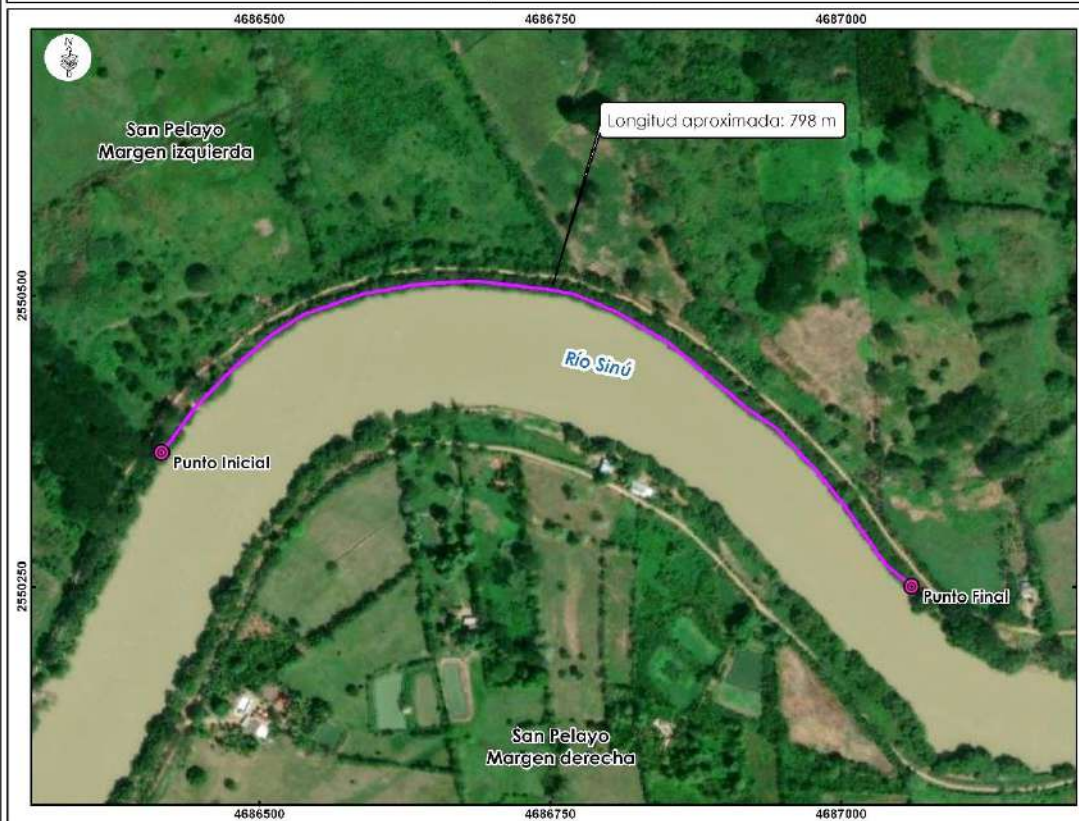 4686500 4686750 4687000
N
San Pelayo
Margen izquierda
Longitud aproximada: 798 m
2550500
Río Sinú
Punto Inicial
2550250
Punto Final
San Pelayo
Margen derecha
4686500 4686750 4687000